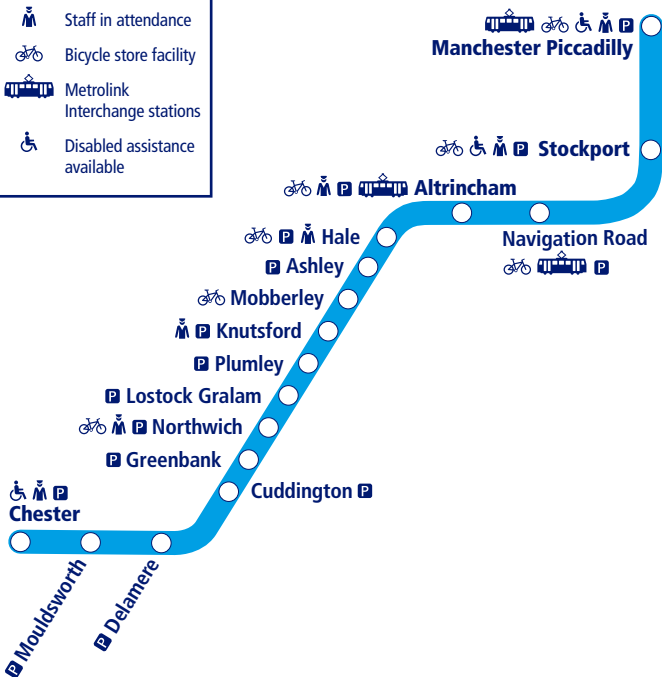 Staff in attendance
Bicycle store facility
Metrolink
Interchange stations
Disabled assistance
available
P
Manchester Piccadilly
P Stockport
P Altrincham
Navigation Road
P
P Hale
P Ashley
Mobberley
P Knutsford
P Plumley
P Lostock Gralam
P Northwich
P Greenbank
Cuddington P
P
Chester
P Mouldsworth
P Delamere